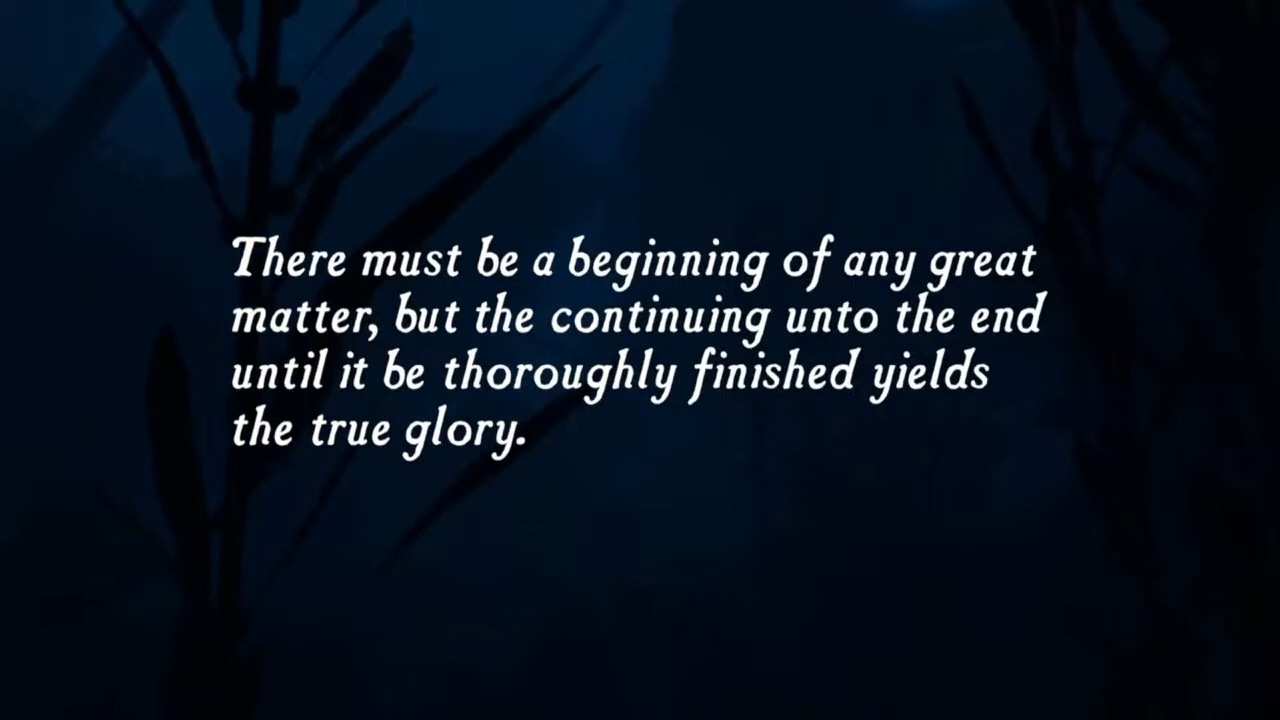 There must be a beginning of any great
matter, but the continuing unto the end
until it be thoroughly finished yields
the true glory.